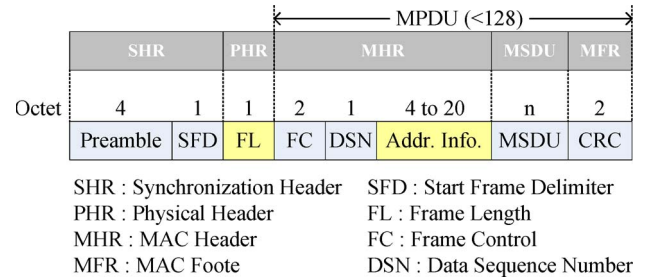 MPDU (<128)
SHR PHR MHR MSDU MFR
Octet 4 1 1 2 1 4 to 20 n 2
Preamble SFD FL FC DSN Addr. Info. MSDU CRC
SHR : Synchronization Header SFD : Start Frame Delimiter
PHR : Physical Header FL : Frame Length
MHR : MAC Header FC : Frame Control
MFR : MAC Foote DSN : Data Sequence Number